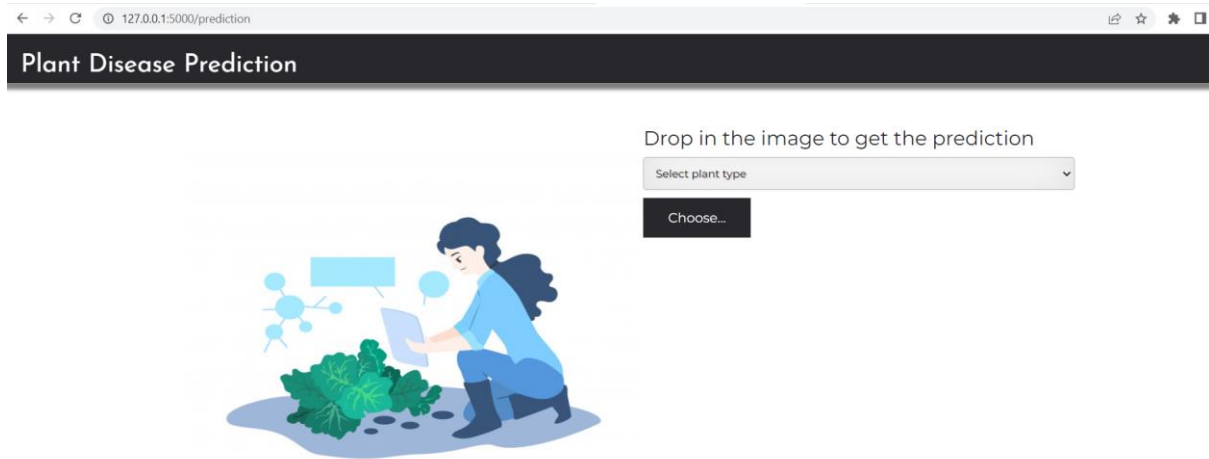 127.0.0.1:5000/prediction
Plant Disease Prediction
Drop in the image to get the prediction
Select plant type
Choose...